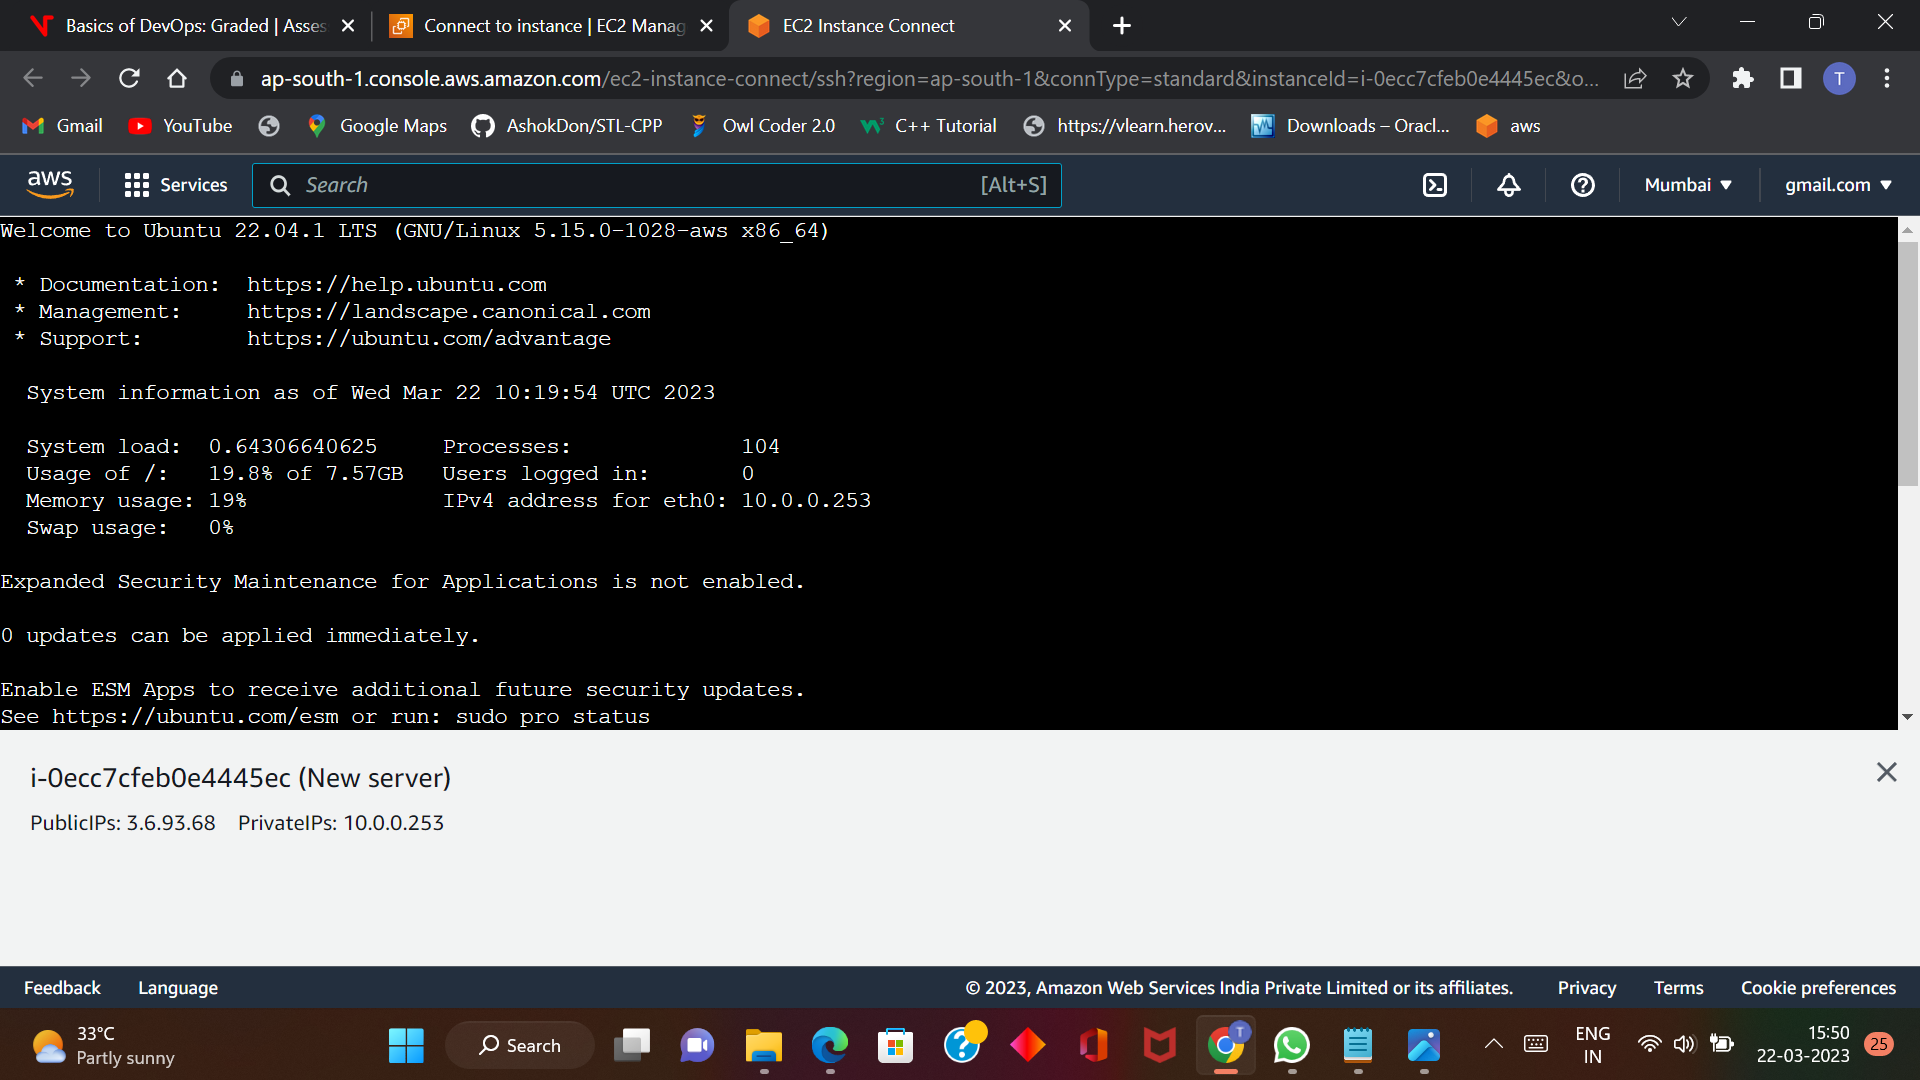 Basics of DevOps: Graded | Asses
Connect to instance | EC2 Manag
EC2 Instance Connect
ap-south-1.console.aws.amazon.com/ec2-instance-connect/ssh?region=ap-south-1&connType=standard&instanceId=i-0ecc7cfeb0e4445ec&o...
T
Gmail
YouTube
Google Maps
AshokDon/STL-CPP
Owl Coder 2.0
C++ Tutorial
https://vlearn.herov...
Downloads – Oracl...
aws
aws
Services
Search
[Alt+S]
Mumbai
gmail.com
Welcome to Ubuntu 22.04.1 LTS (GNU/Linux 5.15.0-1028-aws x86_64)
* Documentation: https://help.ubuntu.com
* Management: https://landscape.canonical.com
* Support: https://ubuntu.com/advantage
System information as of Wed Mar 22 10:19:54 UTC 2023
System load: 0.64306640625 Processes: 104
Usage of /: 19.8% of 7.57GB Users logged in: 0
Memory usage: 19% IPv4 address for eth0: 10.0.0.253
Swap usage: 0%
Expanded Security Maintenance for Applications is not enabled.
0 updates can be applied immediately.
Enable ESM Apps to receive additional future security updates.
See https://ubuntu.com/esm or run: sudo pro status
i-0ecc7cfeb0e4445ec (New server)
PublicIPs: 3.6.93.68 PrivateIPs: 10.0.0.253
Feedback
Language
© 2023, Amazon Web Services India Private Limited or its affiliates.
Privacy
Terms
Cookie preferences
33°C
Partly sunny
Search
T
ENG
IN
15:50
22-03-2023
25